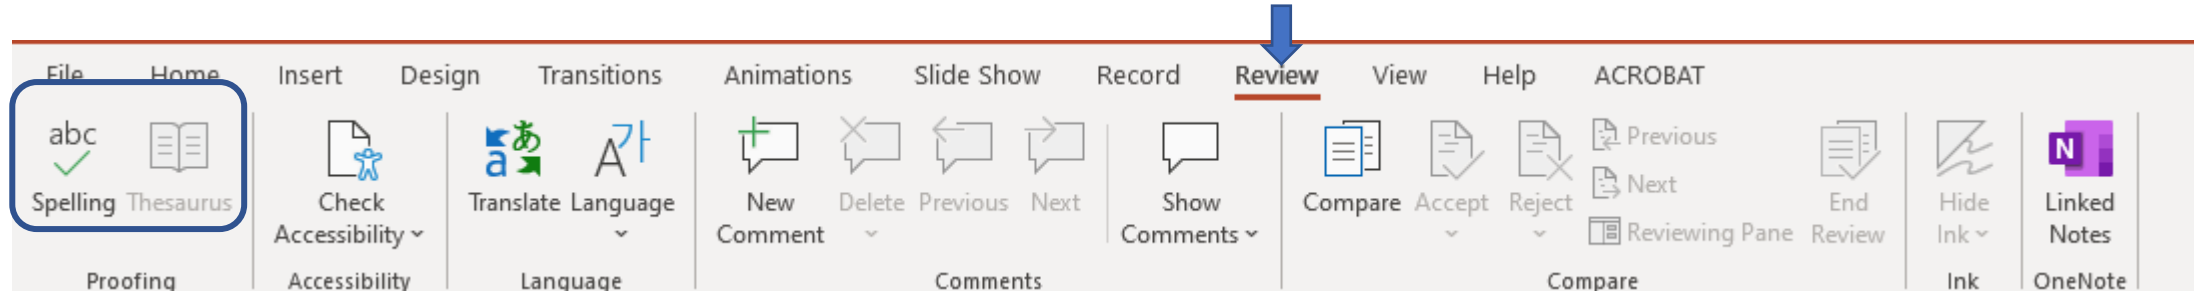 File Home Insert Design Transitions Animations Slide Show Record Review View Help ACROBAT
abc
Spelling Thesaurus
Proofing
Check
Accessibility
Accessibility
a あ
Translate
A가
Language
Language
New
Comment
Delete
Previous
Next
Show
Comments
Comments
Compare
Accept
Reject
Previous
Next
Reviewing Pane
End
Review
Compare
Hide
Ink
Ink
N
Linked
Notes
OneNote